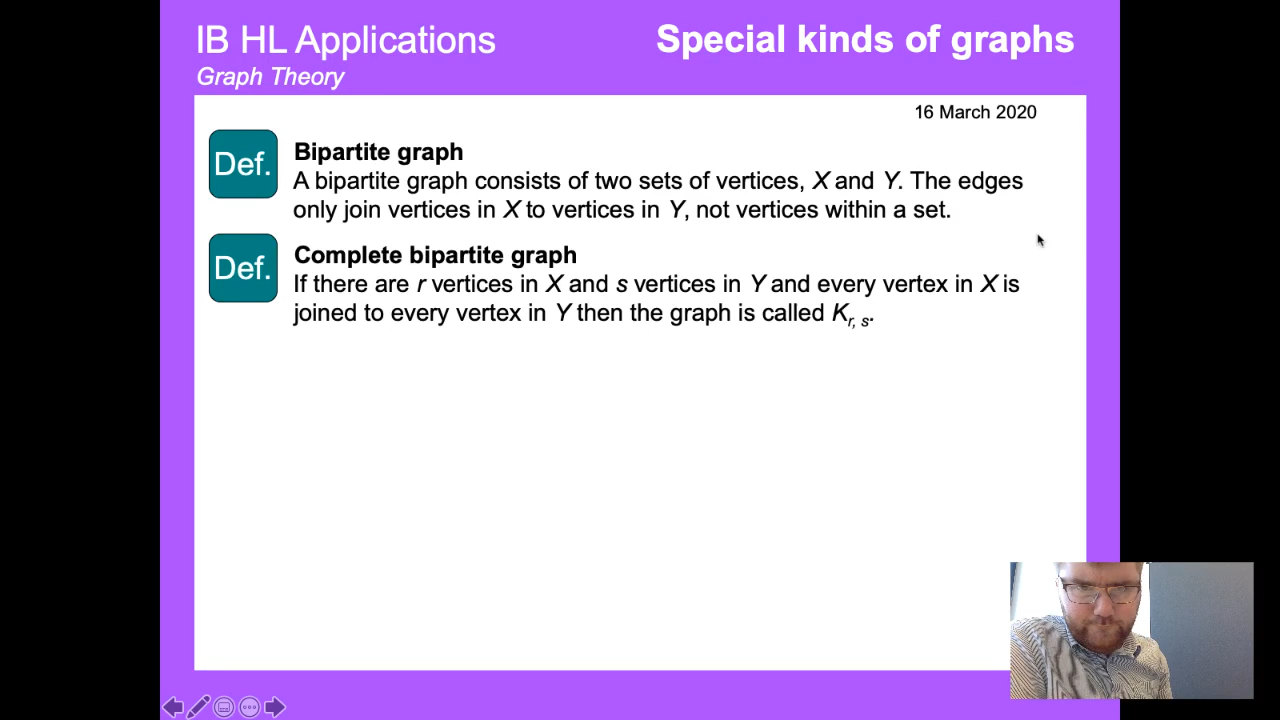 IB HL Applications
Special kinds of graphs
Graph Theory
16 March 2020
Def.
Bipartite graph
A bipartite graph consists of two sets of vertices, X and Y. The edges
only join vertices in X to vertices in Y, not vertices within a set.
Def.
Complete bipartite graph
If there are r vertices in X and s vertices in Y and every vertex in X is
joined to every vertex in Y then the graph is called Kr, s.